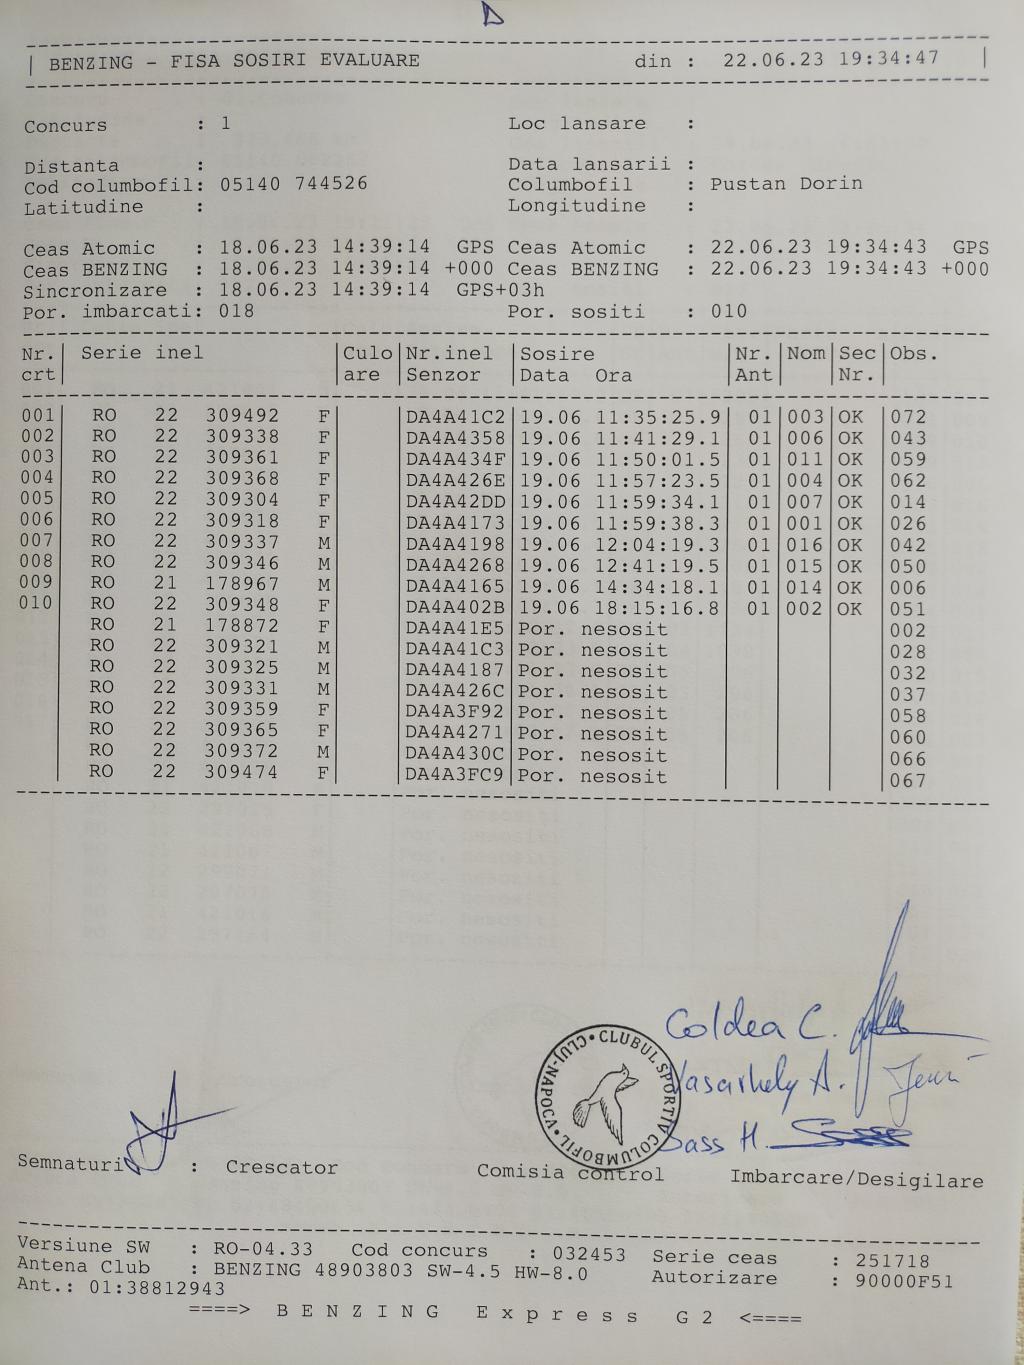 | BENZING - FISA SOSIRI EVALUARE din : 22.06.23 19:34:47 |
Concurs : 1 Loc lansare :
Distanta : Data lansarii :
Cod columbofil: 05140 744526 Columbofil : Pustan Dorin
Latitudine : Longitudine :
Ceas Atomic : 18.06.23 14:39:14 GPS Ceas Atomic : 22.06.23 19:34:43 GPS
Ceas BENZING : 18.06.23 14:39:14 +000 Ceas BENZING : 22.06.23 19:34:43 +000
Sincronizare : 18.06.23 14:39:14 GPS+03h
Por. imbarcati: 018 Por. sositi : 010
Nr.| Serie inel |Culo|Nr.inel|Sosire |Nr.|Nom|Sec|Obs.
crt| |are |Senzor |Data Ora |Ant| |Nr.|
001| RO 22 309492 F| |DA4A41C2|19.06 11:35:25.9| 01|003|OK |072
002| RO 22 309338 F| |DA4A4358|19.06 11:41:29.1| 01|006|OK |043
003| RO 22 309361 F| |DA4A434F|19.06 11:50:01.5| 01|011|OK |059
004| RO 22 309368 F| |DA4A426E|19.06 11:57:23.5| 01|004|OK |062
005| RO 22 309304 F| |DA4A42DD|19.06 11:59:34.1| 01|007|OK |014
006| RO 22 309318 F| |DA4A4173|19.06 11:59:38.3| 01|001|OK |026
007| RO 22 309337 M| |DA4A4198|19.06 12:04:19.3| 01|016|OK |042
008| RO 22 309346 M| |DA4A4268|19.06 12:41:19.5| 01|015|OK |050
009| RO 21 178967 M| |DA4A4165|19.06 14:34:18.1| 01|014|OK |006
010| RO 22 309348 F| |DA4A402B|19.06 18:15:16.8| 01|002|OK |051
| RO 21 178872 F| |DA4A41E5|Por. nesosit | | | |002
| RO 22 309321 M| |DA4A41C3|Por. nesosit | | | |028
| RO 22 309325 M| |DA4A4187|Por. nesosit | | | |032
| RO 22 309331 M| |DA4A426C|Por. nesosit | | | |037
| RO 22 309359 F| |DA4A3F92|Por. nesosit | | | |058
| RO 22 309365 F| |DA4A4271|Por. nesosit | | | |060
| RO 22 309372 M| |DA4A430C|Por. nesosit | | | |066
| RO 22 309474 F| |DA4A3FC9|Por. nesosit | | | |067
Coldea C.
Vasarhely A.
Sass H.
CLUBUL SPORTIV COLUMBOFIL • CLUJ-NAPOCA •
Semnaturi : Crescator Comisia control Imbarcare/Desigilare
Versiune SW : RO-04.33 Cod concurs : 032453 Serie ceas : 251718
Antena Club : BENZING 48903803 SW-4.5 HW-8.0 Autorizare : 90000F51
Ant.: 01:38812943
====> B E N Z I N G E x p r e s s G 2 <====